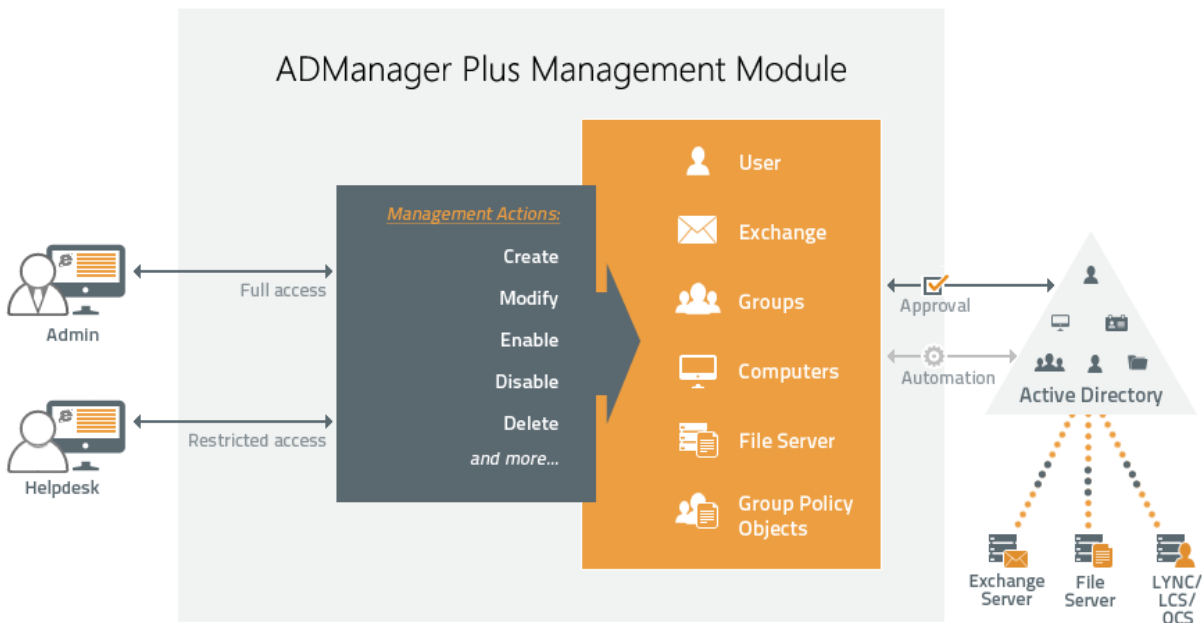 ADManager Plus Management Module
Management Actions:
Create
Modify
Enable
Disable
Delete
and more...
User
Exchange
Groups
Computers
File Server
Group Policy
Objects
Full access
Admin
Restricted access
Helpdesk
Approval
Automation
Active Directory
Exchange
Server
File
Server
LYNC/
LCS/
OCS